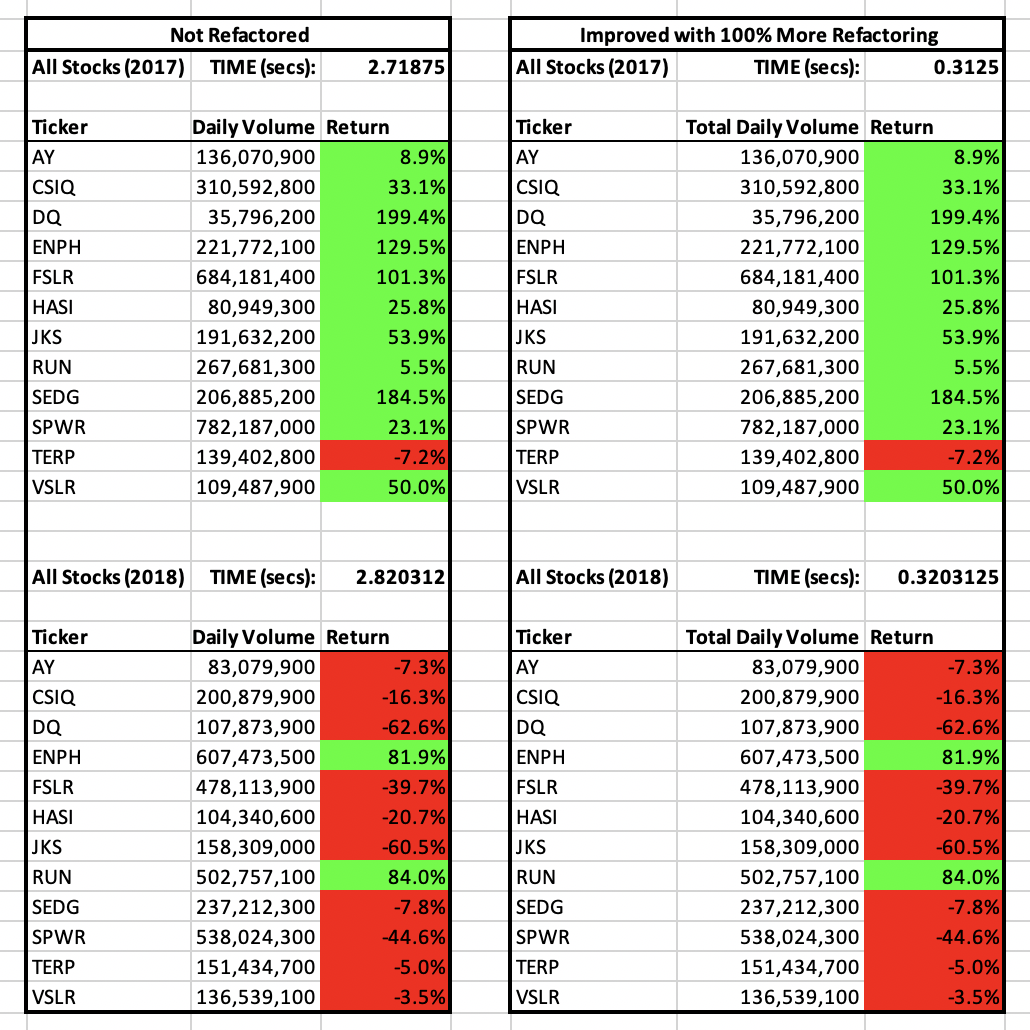 Not Refactored Improved with 100% More Refactoring
All Stocks (2017) TIME (secs): 2.71875 All Stocks (2017) TIME (secs): 0.3125
Ticker Daily Volume Return Ticker Total Daily Volume Return
AY 136,070,900 8.9% AY 136,070,900 8.9%
CSIQ 310,592,800 33.1% CSIQ 310,592,800 33.1%
DQ 35,796,200 199.4% DQ 35,796,200 199.4%
ENPH 221,772,100 129.5% ENPH 221,772,100 129.5%
FSLR 684,181,400 101.3% FSLR 684,181,400 101.3%
HASI 80,949,300 25.8% HASI 80,949,300 25.8%
JKS 191,632,200 53.9% JKS 191,632,200 53.9%
RUN 267,681,300 5.5% RUN 267,681,300 5.5%
SEDG 206,885,200 184.5% SEDG 206,885,200 184.5%
SPWR 782,187,000 23.1% SPWR 782,187,000 23.1%
TERP 139,402,800 -7.2% TERP 139,402,800 -7.2%
VSLR 109,487,900 50.0% VSLR 109,487,900 50.0%
All Stocks (2018) TIME (secs): 2.820312 All Stocks (2018) TIME (secs): 0.3203125
Ticker Daily Volume Return Ticker Total Daily Volume Return
AY 83,079,900 -7.3% AY 83,079,900 -7.3%
CSIQ 200,879,900 -16.3% CSIQ 200,879,900 -16.3%
DQ 107,873,900 -62.6% DQ 107,873,900 -62.6%
ENPH 607,473,500 81.9% ENPH 607,473,500 81.9%
FSLR 478,113,900 -39.7% FSLR 478,113,900 -39.7%
HASI 104,340,600 -20.7% HASI 104,340,600 -20.7%
JKS 158,309,000 -60.5% JKS 158,309,000 -60.5%
RUN 502,757,100 84.0% RUN 502,757,100 84.0%
SEDG 237,212,300 -7.8% SEDG 237,212,300 -7.8%
SPWR 538,024,300 -44.6% SPWR 538,024,300 -44.6%
TERP 151,434,700 -5.0% TERP 151,434,700 -5.0%
VSLR 136,539,100 -3.5% VSLR 136,539,100 -3.5%